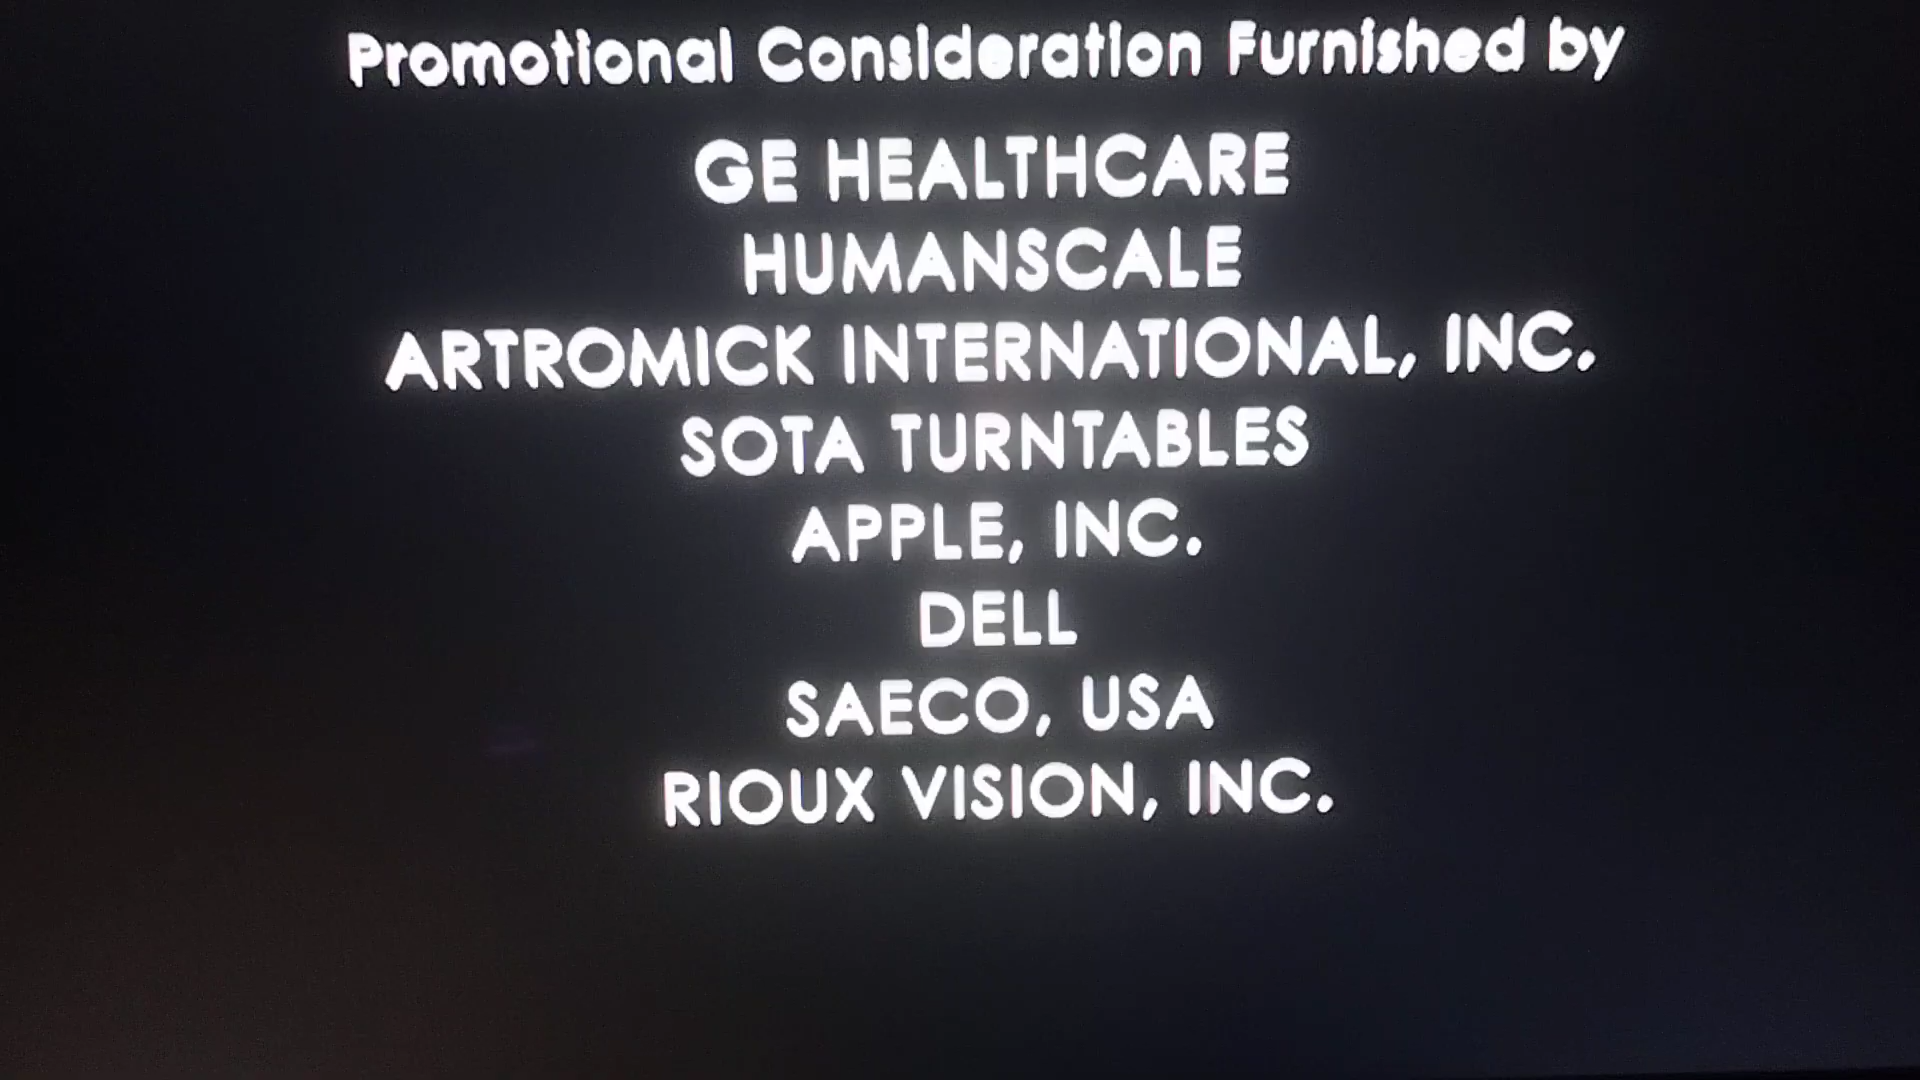 Promotional Consideration Furnished by
GE HEALTHCARE
HUMANSCALE
ARTROMICK INTERNATIONAL, INC.
SOTA TURNTABLES
APPLE, INC.
DELL
SAECO, USA
RIOUX VISION, INC.